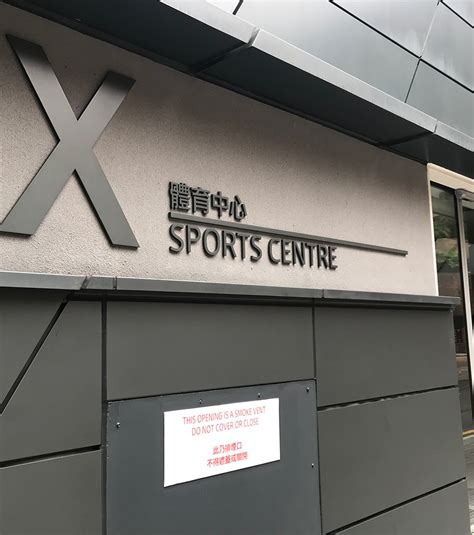 X
體育中心
SPORTS CENTRE
THIS OPENING IS A SMOKE VENT
DO NOT COVER OR CLOSE
此乃排煙口
不得遮蓋或關閉